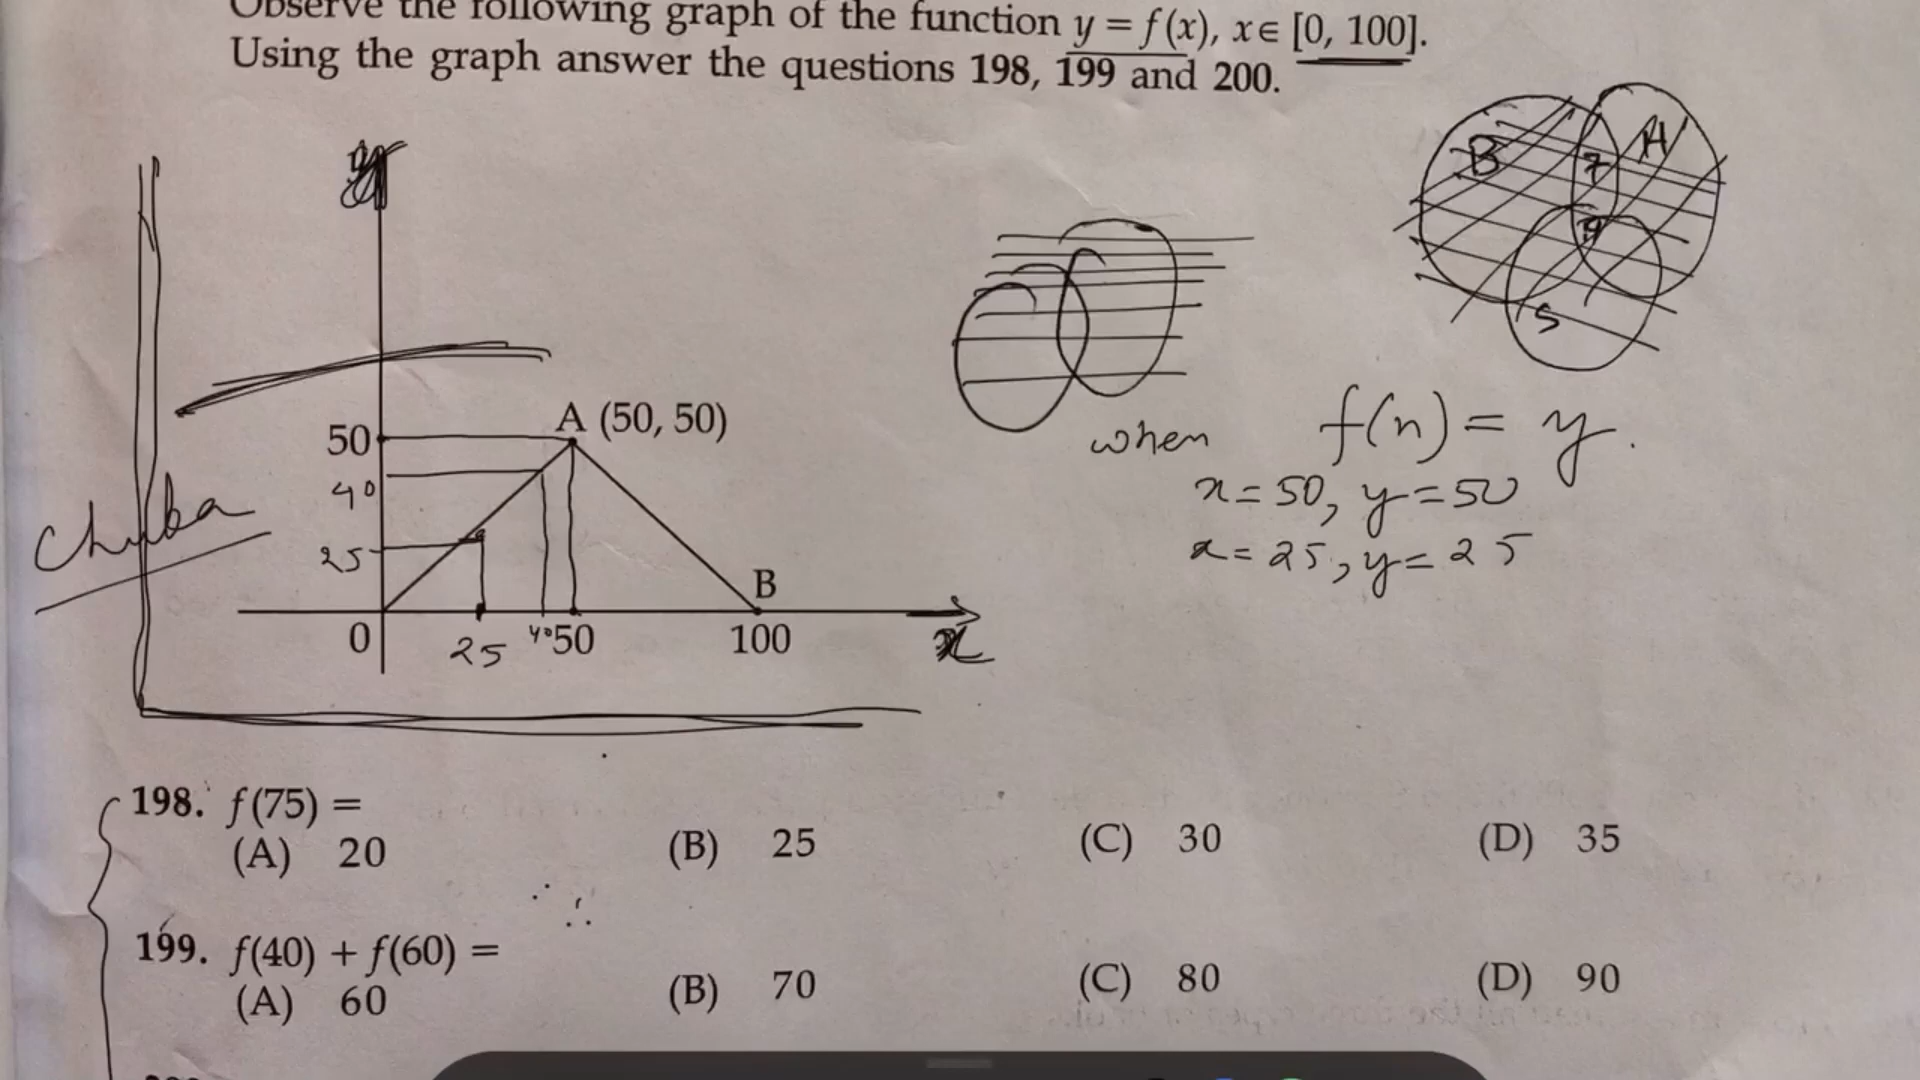 Observe the following graph of the function y = f(x), x∈ [0, 100].
Using the graph answer the questions 198, 199 and 200.
y
B
H
7
9
S
50
A (50, 50)
when f(n) = y.
40
x = 50, y = 50
25
x = 25, y = 25
B
0
25
40
50
100
x
198. f(75) =
(A) 20 (B) 25 (C) 30 (D) 35
199. f(40) + f(60) =
(A) 60 (B) 70 (C) 80 (D) 90